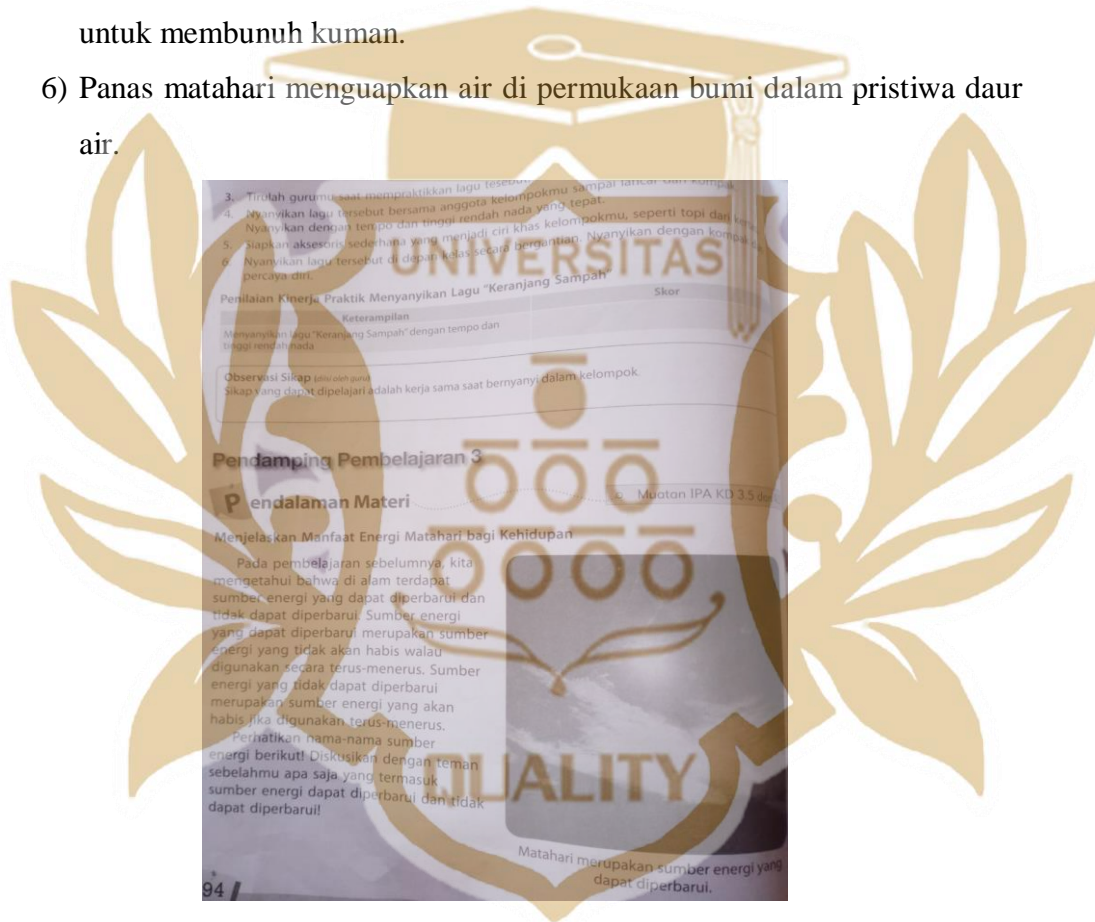 untuk membunuh kuman.
6) Panas matahari menguapkan air di permukaan bumi dalam pristiwa daur
air.
3. Tirulah gurumu saat mempraktikkan lagu tesebut
4. Nyanyikan lagu tersebut bersama anggota kelompokmu sampai lancar dan kompak.
Nyanyikan dengan tempo dan tinggi rendah nada yang tepat.
5. Siapkan aksesoris sederhana yang menjadi ciri khas kelompokmu, seperti topi dari
6. Nyanyikan lagu tersebut di depan kelas secara bergantian. Nyanyikan dengan kompak
percaya diri.
UNIVERSITAS
Penilaian Kinerja Praktik Menyanyikan Lagu "Keranjang Sampah"
Keterampilan Skor
Menyanyikan lagu "Keranjang Sampah" dengan tempo dan
tinggi rendah nada
Observasi Sikap (diisi oleh guru)
Sikap yang dapat dipelajari adalah kerja sama saat bernyanyi dalam kelompok.
Pendamping Pembelajaran 3
Pendalaman Materi
Muatan IPA KD 3.5
Menjelaskan Manfaat Energi Matahari bagi Kehidupan
Pada pembelajaran sebelumnya, kita
mengetahui bahwa di alam terdapat
sumber energi yang dapat diperbarui dan
tidak dapat diperbarui. Sumber energi
yang dapat diperbarui merupakan sumber
energi yang tidak akan habis walau
digunakan secara terus-menerus. Sumber
energi yang tidak dapat diperbarui
merupakan sumber energi yang akan
habis jika digunakan terus-menerus.
Perhatikan nama-nama sumber
energi berikut! Diskusikan dengan teman
sebelahmu apa saja yang termasuk
sumber energi dapat diperbarui dan tidak
dapat diperbarui!
QUALITY
Matahari merupakan sumber energi yang
dapat diperbarui.
94